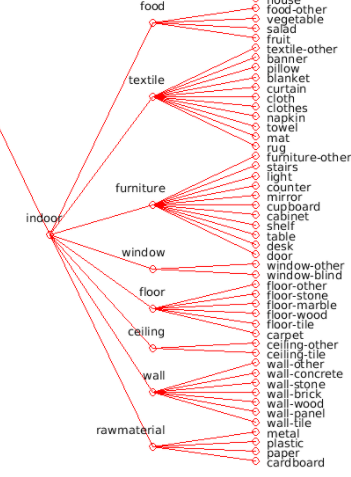 house
food
food-other
vegetable
salad
fruit
textile
textile-other
banner
pillow
blanket
curtain
cloth
clothes
napkin
towel
mat
rug
furniture
furniture-other
stairs
light
counter
mirror
cupboard
cabinet
shelf
table
desk
door
indoor
window
window-other
window-blind
floor
floor-other
floor-stone
floor-marble
floor-wood
floor-tile
carpet
ceiling
ceiling-other
ceiling-tile
wall
wall-other
wall-concrete
wall-stone
wall-brick
wall-wood
wall-panel
wall-tile
rawmaterial
metal
plastic
paper
cardboard